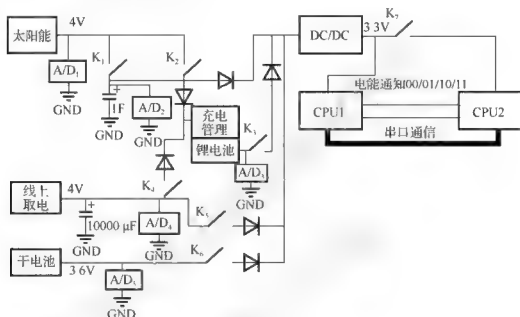 太阳能
4V
K1
K2
A/D1
GND
1F
GND
A/D2
GND
充电
管理
锂电池
K3
A/D3
GND
DC/DC
3 3V
K7
电能通知00/01/10/11
CPU1
CPU2
串口通信
线上
取电
4V
K4
10000 μF
GND
A/D4
GND
K5
干电池
3 6V
K6
A/D5
GND